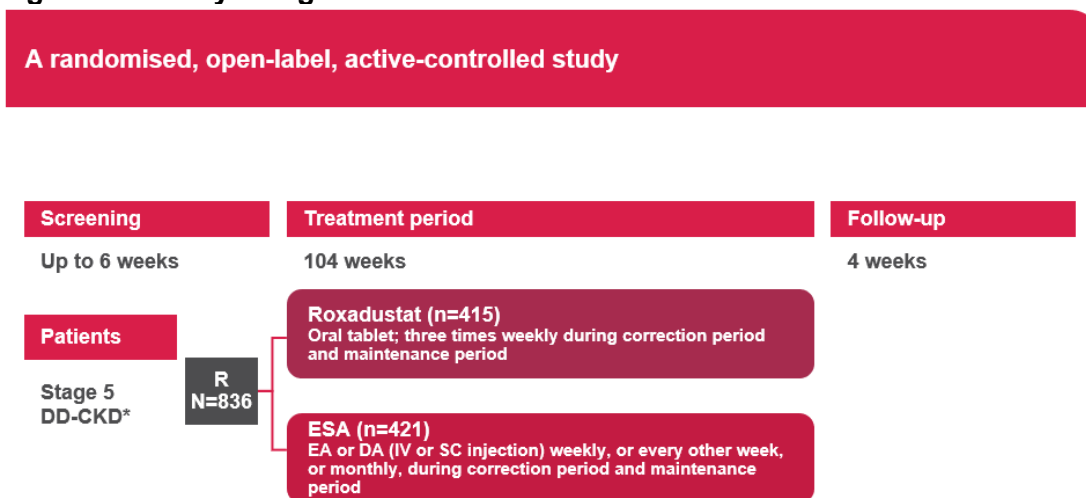 A randomised, open-label, active-controlled study
Screening
Treatment period
Follow-up
Up to 6 weeks
104 weeks
4 weeks
Patients
Stage 5
DD-CKD*
R
N=836
Roxadustat (n=415)
Oral tablet; three times weekly during correction period
and maintenance period
ESA (n=421)
EA or DA (IV or SC injection) weekly, or every other week,
or monthly, during correction period and maintenance
period